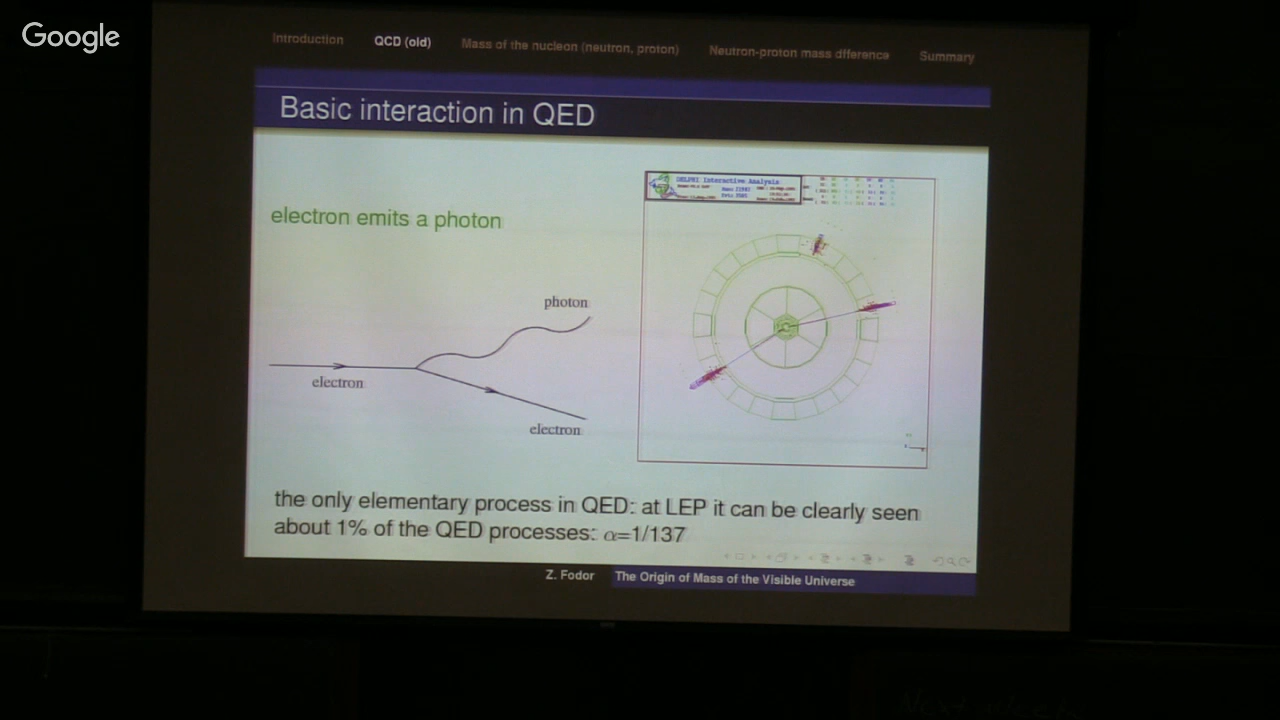 Google
Introduction QCD (old) Mass of the nucleon (neutron, proton) Neutron-proton mass dfference Summary
Basic interaction in QED
DELPHI Interactive Analysis
electron emits a photon
photon
electron
electron
the only elementary process in QED: at LEP it can be clearly seen
about 1% of the QED processes: α=1/137
Z. Fodor The Origin of Mass of the Visible Universe